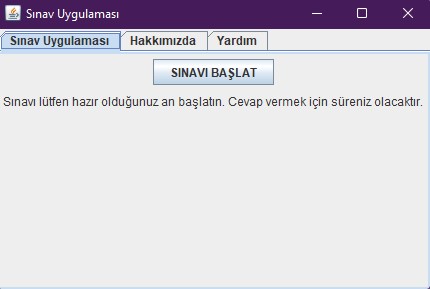 Sınav Uygulaması
Sınav Uygulaması Hakkımızda Yardım
SINAVI BAŞLAT
Sınavı lütfen hazır olduğunuz an başlatın. Cevap vermek için süreniz olacaktır.